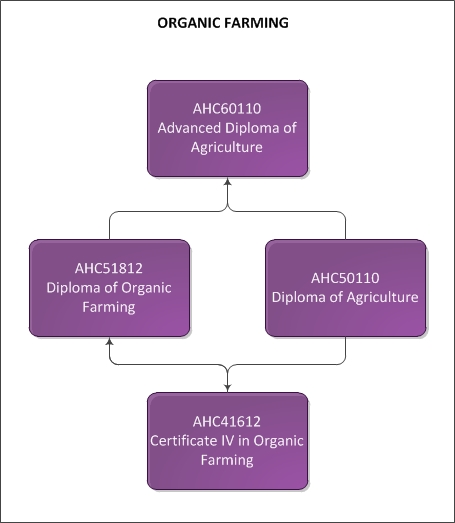 ORGANIC FARMING
AHC60110
Advanced Diploma of
Agriculture
AHC51812
Diploma of Organic
Farming
AHC50110
Diploma of Agriculture
AHC41612
Certificate IV in Organic
Farming